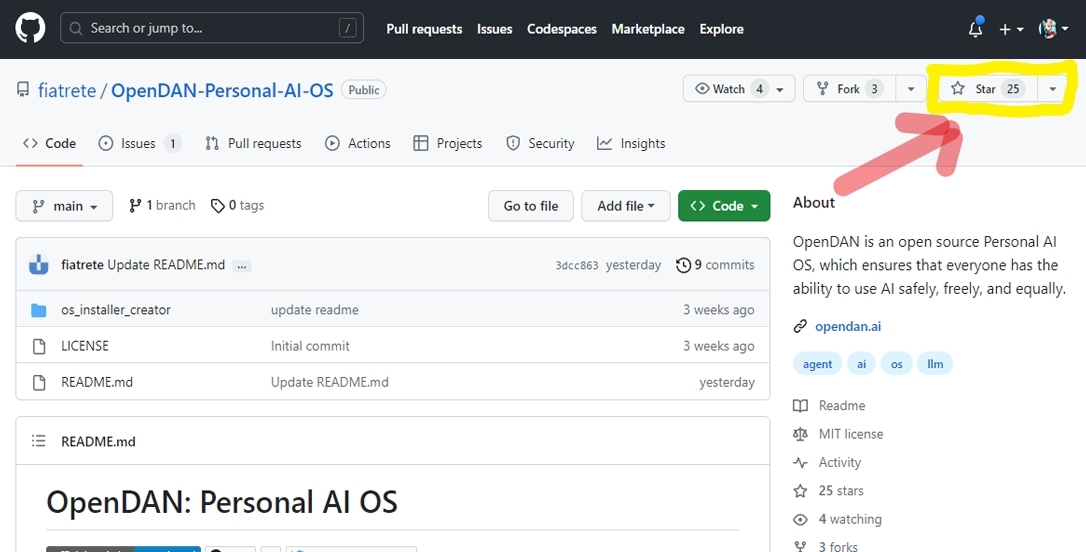 Search or jump to... /
Pull requests Issues Codespaces Marketplace Explore
fiatrete / OpenDAN-Personal-AI-OS Public
Watch 4 Fork 3 Star 25
Code Issues 1 Pull requests Actions Projects Security Insights
main 1 branch 0 tags Go to file Add file Code
fiatrete Update README.md ... 3dcc863 yesterday 9 commits
os_installer_creator update readme 3 weeks ago
LICENSE Initial commit 3 weeks ago
README.md Update README.md yesterday
README.md
OpenDAN: Personal AI OS
About
OpenDAN is an open source Personal AI
OS, which ensures that everyone has the
ability to use AI safely, freely, and equally.
opendan.ai
agent ai os llm
Readme
MIT license
Activity
25 stars
4 watching
3 forks